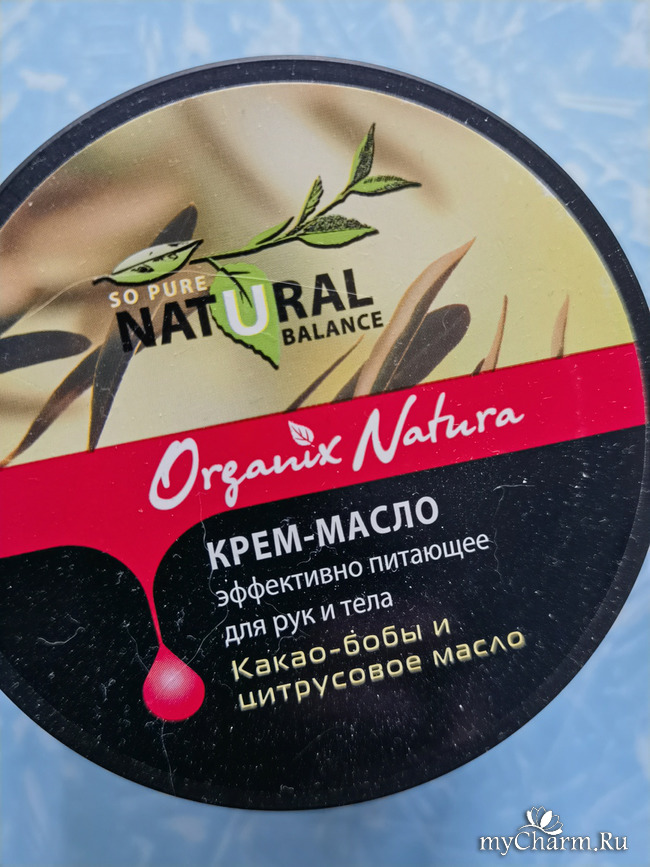 SO PURE
NATURAL
BALANCE
Organix Natura
КРЕМ-МАСЛО
эффективно питающее
для рук и тела
Какао-бобы и
цитрусовое масло
myCharm.Ru